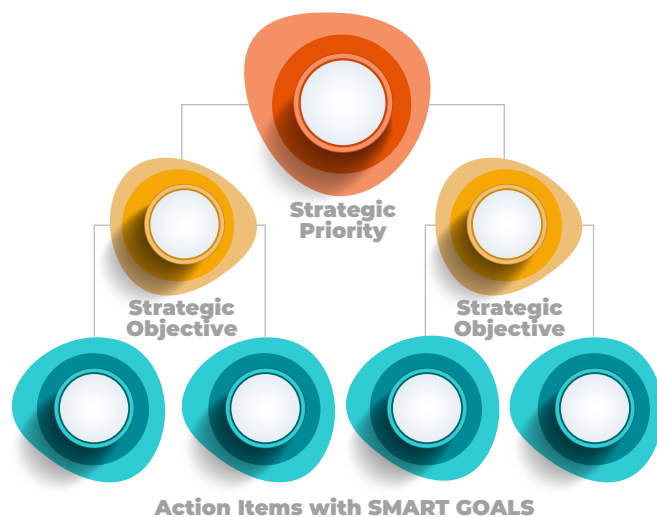 Strategic
Priority
Strategic
Objective
Strategic
Objective
Action Items with SMART GOALS